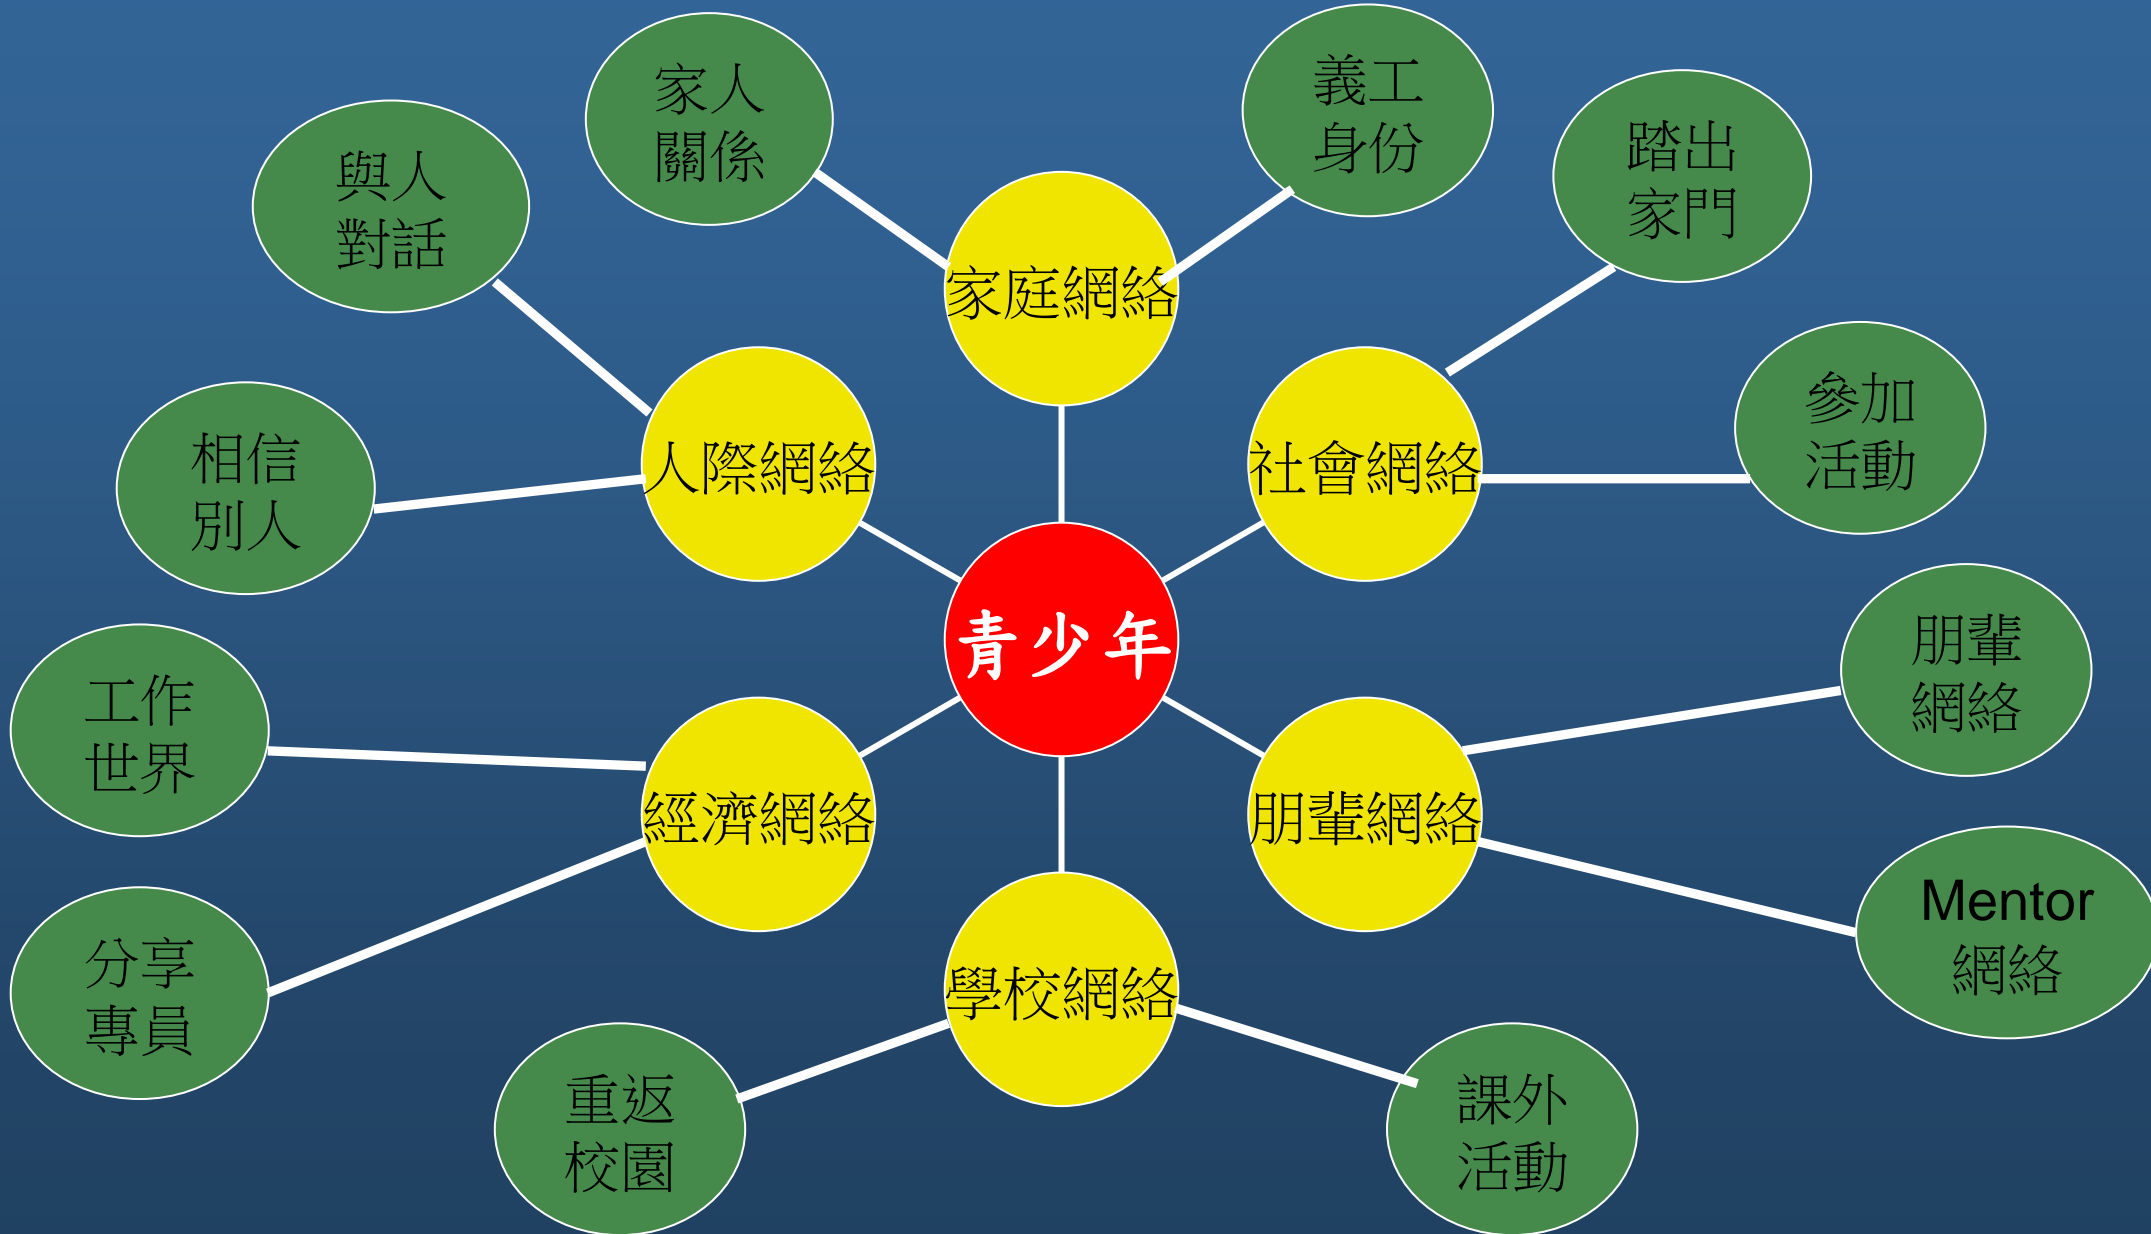 家人
關係
義工
身份
踏出
家門
與人
對話
家庭網絡
參加
活動
相信
別人
人際網絡
社會網絡
青少年
朋輩
網絡
工作
世界
經濟網絡
朋輩網絡
Mentor
網絡
分享
專員
學校網絡
重返
校園
課外
活動